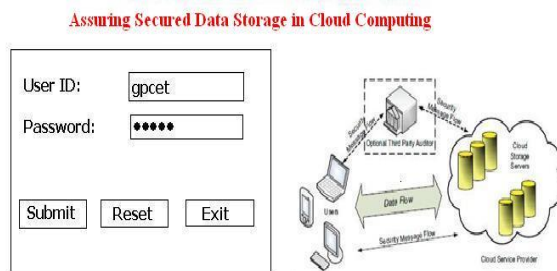 Assuring Secured Data Storage in Cloud Computing
User ID:
gpcet
Password:
●●●●●
Submit
Reset
Exit
Security
Message Flow
Security
Message Flow
Optional Third Party Auditor
Cloud
Storage
Servers
Users
Data Flow
Security Message Flow
Cloud Service Provider